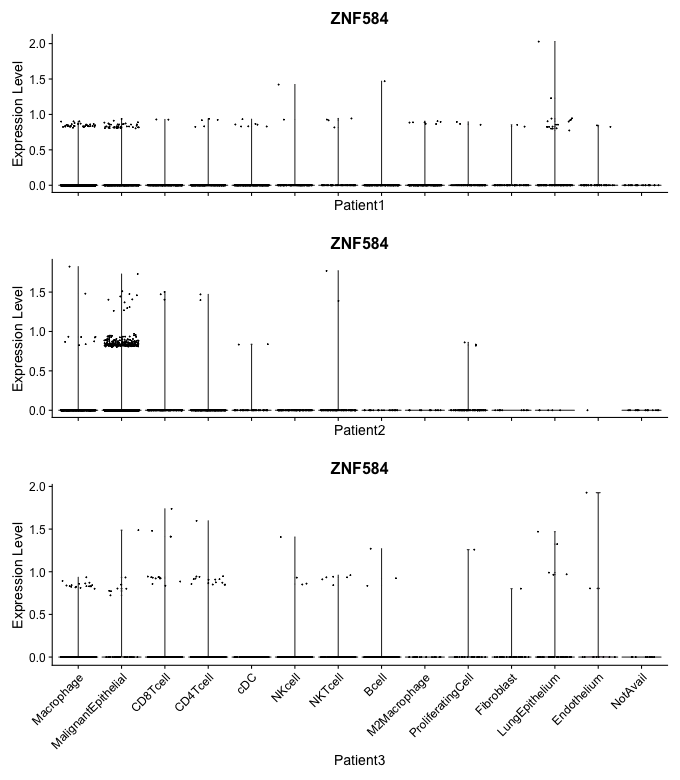 ZNF584
Expression Level
2.0
1.5
1.0
0.5
0.0
Patient1
ZNF584
Expression Level
1.5
1.0
0.5
0.0
Patient2
ZNF584
Expression Level
2.0
1.5
1.0
0.5
0.0
Macrophage
MalignantEpithelial
CD8Tcell
CD4Tcell
cDC
NKcell
NKTcell
Bcell
M2Macrophage
ProliferatingCell
Fibroblast
LungEpithelium
Endothelium
NotAvail
Patient3